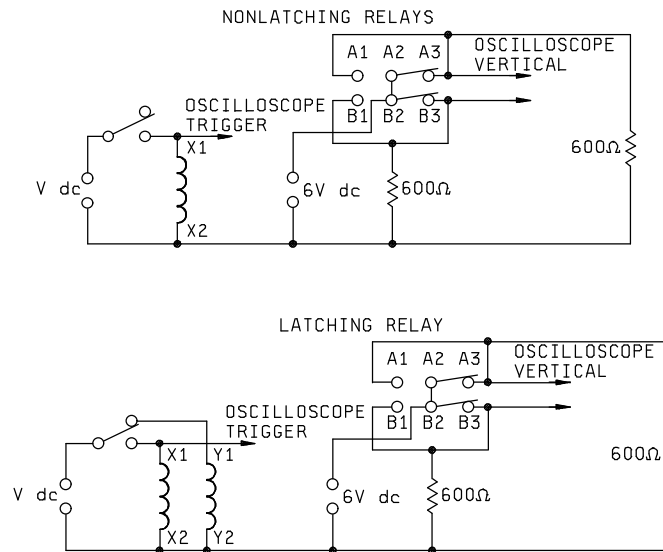 NONLATCHING RELAYS
A1 A2 A3
OSCILLOSCOPE
VERTICAL
OSCILLOSCOPE
TRIGGER
B1 B2 B3
X1
600Ω
V dc
6V dc
600Ω
X2
LATCHING RELAY
A1 A2 A3
OSCILLOSCOPE
VERTICAL
OSCILLOSCOPE
TRIGGER
B1 B2 B3
X1 Y1
600Ω
V dc
6V dc
600Ω
X2 Y2